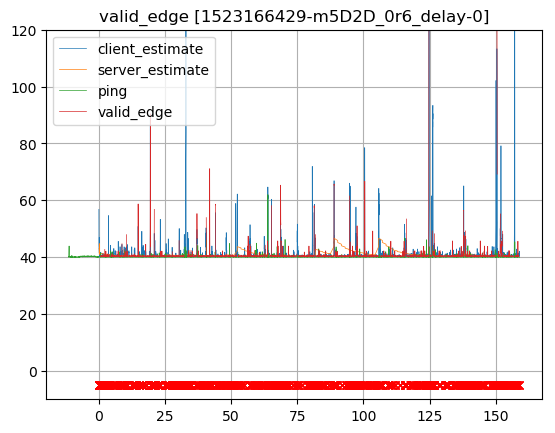 valid_edge [1523166429-m5D2D_0r6_delay-0]
client_estimate
server_estimate
ping
valid_edge
120
100
80
60
40
20
0
0 25 50 75 100 125 150